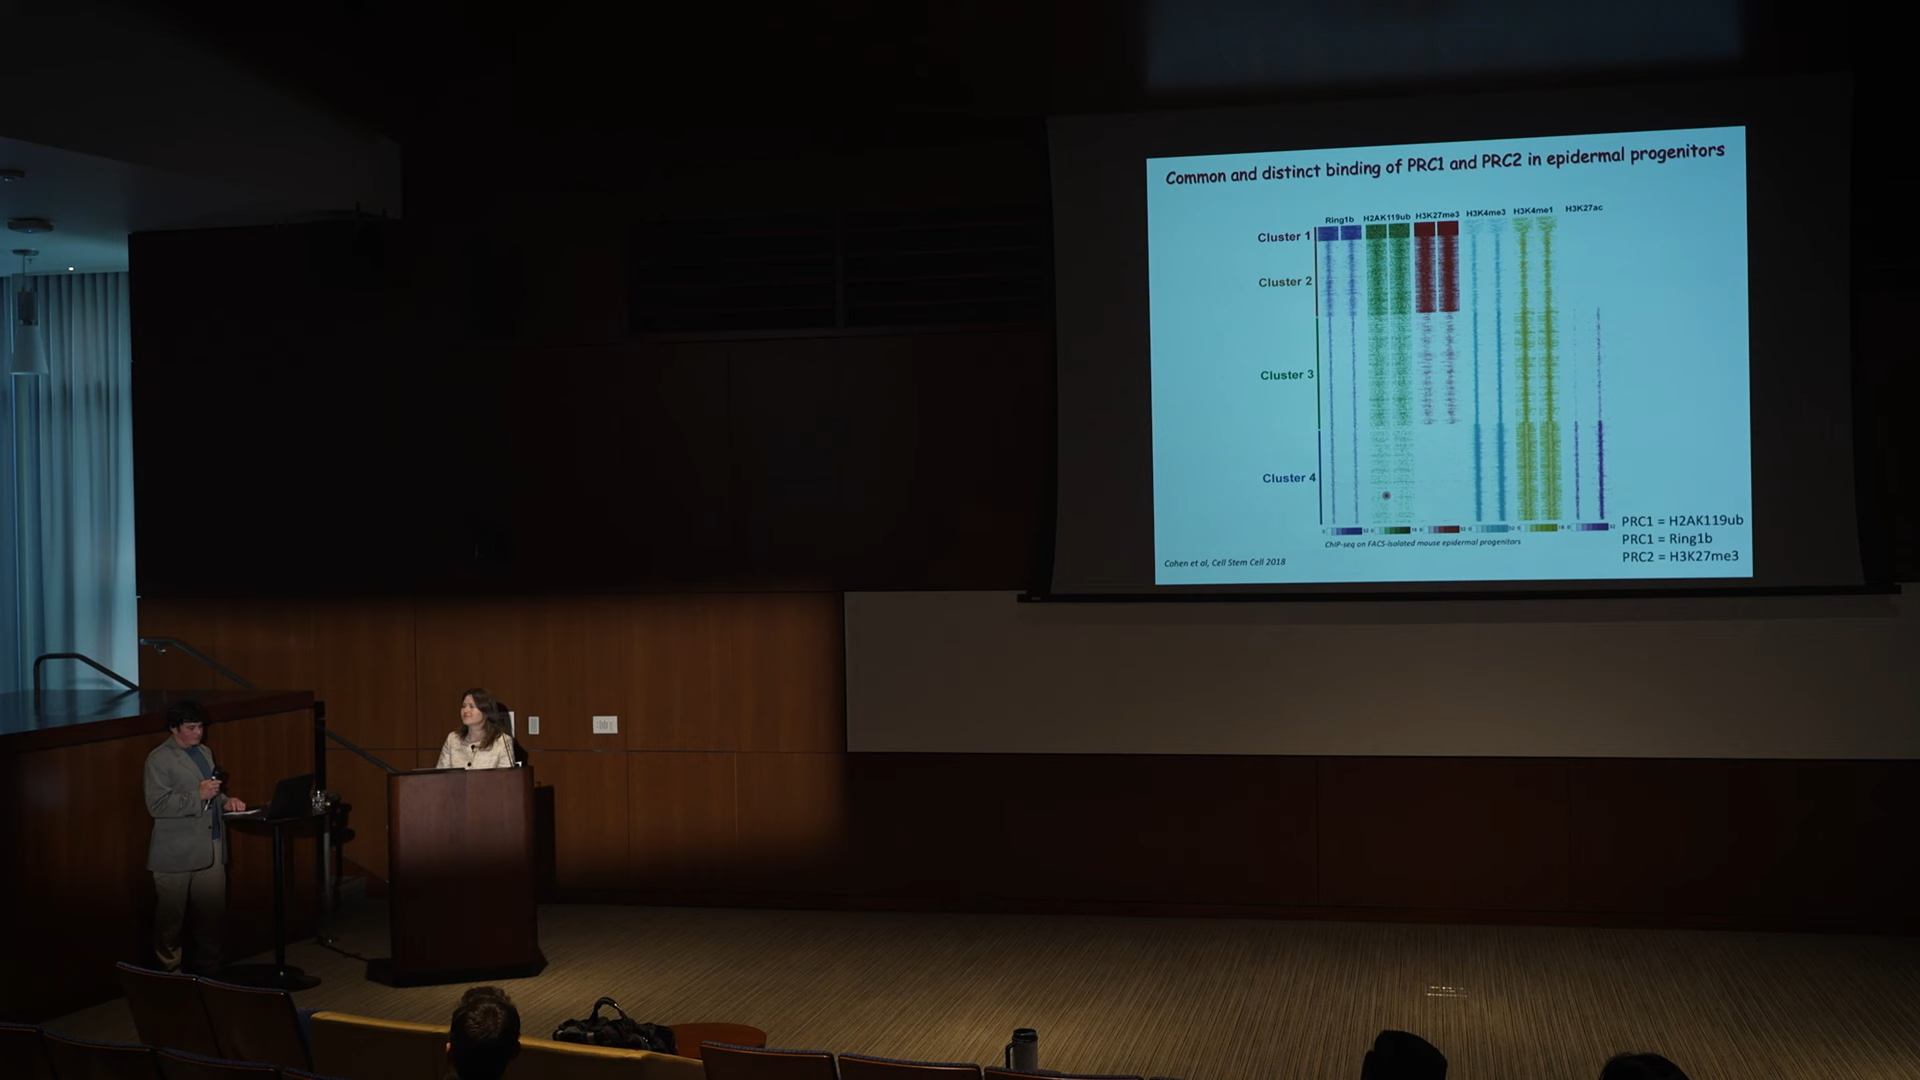 Common and distinct binding of PRC1 and PRC2 in epidermal progenitors
Ring1b H2AK119ub H3K27me3 H3K4me3 H3K4me1 H3K27ac
Cluster 1
Cluster 2
Cluster 3
Cluster 4
ChIP-seq on FACS-isolated mouse epidermal progenitors
PRC1 = H2AK119ub
PRC1 = Ring1b
PRC2 = H3K27me3
Cohen et al, Cell Stem Cell 2018